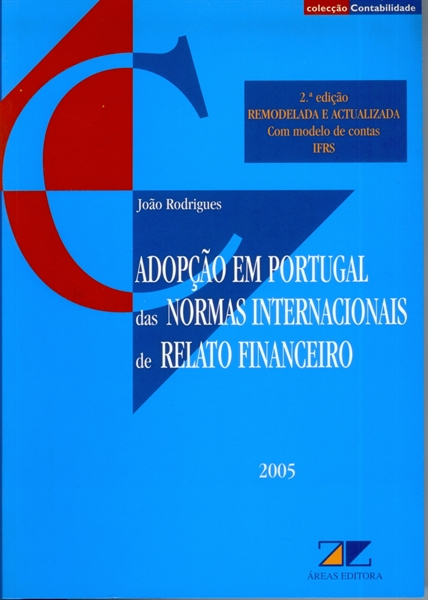 colecção Contabilidade
2.ª edição
REMODELADA E ACTUALIZADA
Com modelo de contas
IFRS
João Rodrigues
ADOPÇÃO EM PORTUGAL
das NORMAS INTERNACIONAIS
de RELATO FINANCEIRO
2005
ÁREAS EDITORA